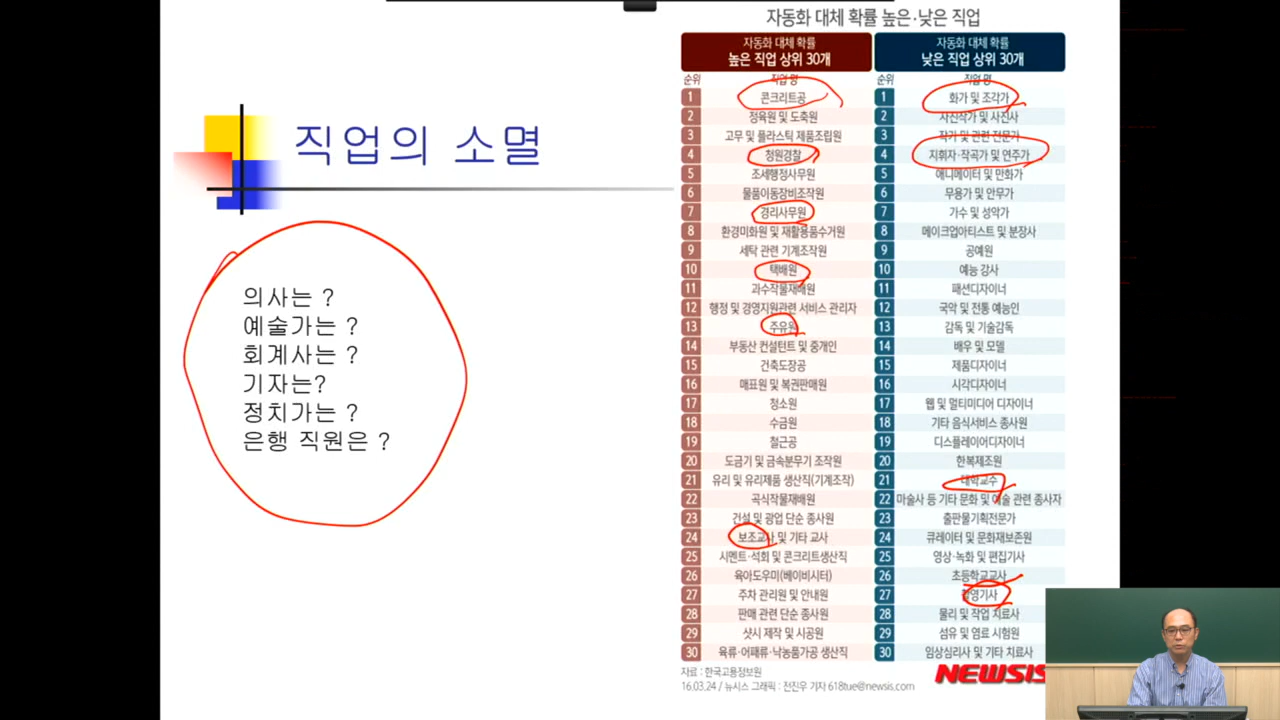 직업의 소멸
의사는 ?
예술가는 ?
회계사는 ?
기자는?
정치가는 ?
은행 직원은 ?
자동화 대체 확률 높은·낮은 직업
자동화 대체 확률
높은 직업 상위 30개
순위 직업 명
1 콘크리트공
2 정육원 및 도축원
3 고무 및 플라스틱 제품조립원
4 청원경찰
5 조세행정사무원
6 물품이동장비조작원
7 경리사무원
8 환경미화원 및 재활용품수거원
9 세탁 관련 기계조작원
10 택배원
11 과수작물재배원
12 행정 및 경영지원관련 서비스 관리자
13 주유원
14 부동산 컨설턴트 및 중개인
15 건축도장공
16 매표원 및 복권판매원
17 청소원
18 수금원
19 철근공
20 도금기 및 금속분무기 조작원
21 유리 및 유리제품 생산직(기계조작)
22 곡식작물재배원
23 건설 및 광업 단순 종사원
24 보조교사 및 기타 교사
25 시멘트·석회 및 콘크리트생산직
26 육아도우미(베이비시터)
27 주차 관리원 및 안내원
28 판매 관련 단순 종사원
29 샷시 제작 및 시공원
30 육류·어패류·낙농품가공 생산직
자동화 대체 확률
낮은 직업 상위 30개
순위 직업 명
1 화가 및 조각가
2 사진작가 및 사진사
3 작가 및 관련 전문가
4 지휘자·작곡가 및 연주가
5 애니메이터 및 만화가
6 무용가 및 안무가
7 가수 및 성악가
8 메이크업아티스트 및 분장사
9 공예원
10 예능 강사
11 패션디자이너
12 국악 및 전통 예능인
13 감독 및 기술감독
14 배우 및 모델
15 제품디자이너
16 시각디자이너
17 웹 및 멀티미디어 디자이너
18 기타 음식서비스 종사원
19 디스플레이어디자이너
20 한복제조원
21 대학교수
22 마술사 등 기타 문화 및 예술 관련 종사자
23 출판물기획전문가
24 큐레이터 및 문화재보존원
25 영상·녹화 및 편집기사
26 초등학교교사
27 촬영기사
28 물리 및 작업 치료사
29 섬유 및 염료 시험원
30 임상심리사 및 기타 치료사
자료 : 한국고용정보원
16.03.24 / 뉴시스 그래픽 : 전진우 기자 618tue@newsis.com
NEWSIS